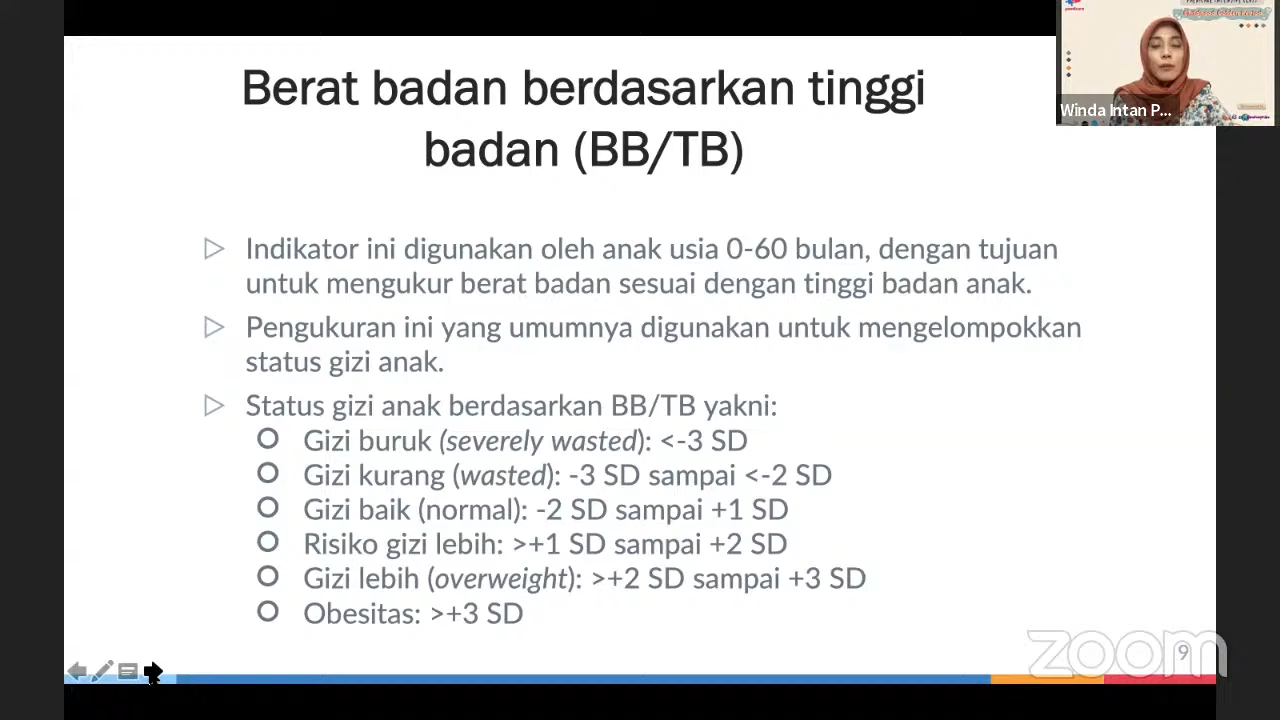 Berat badan berdasarkan tinggi
badan (BB/TB)
Winda Intan P...
Indikator ini digunakan oleh anak usia 0-60 bulan, dengan tujuan
untuk mengukur berat badan sesuai dengan tinggi badan anak.
Pengukuran ini yang umumnya digunakan untuk mengelompokkan
status gizi anak.
Status gizi anak berdasarkan BB/TB yakni:
Gizi buruk (severely wasted): <-3 SD
Gizi kurang (wasted): -3 SD sampai <-2 SD
Gizi baik (normal): -2 SD sampai +1 SD
Risiko gizi lebih: >+1 SD sampai +2 SD
Gizi lebih (overweight): >+2 SD sampai +3 SD
Obesitas: >+3 SD
zoom
9